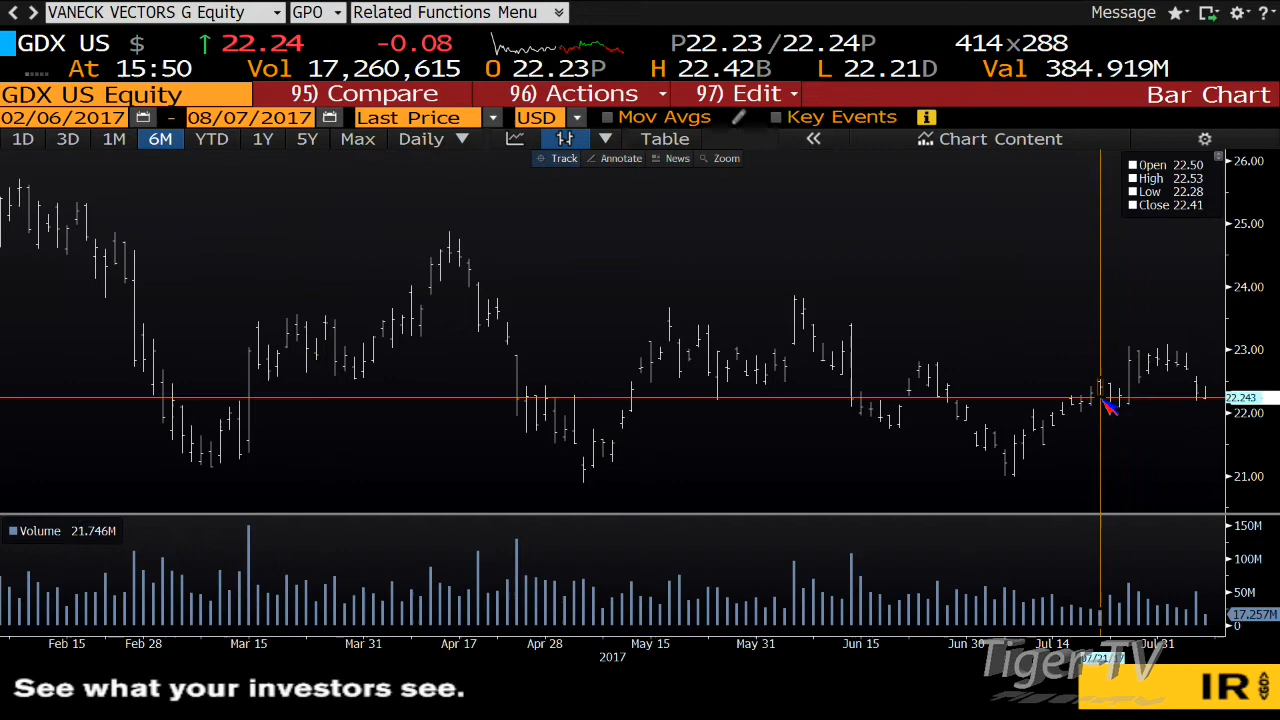 VANECK VECTORS G Equity GPO Related Functions Menu Message
GDX US $ ↑ 22.24 -0.08 P22.23 /22.24P 414x288
At 15:50 Vol 17,260,615 O 22.23P H 22.42B L 22.21D Val 384.919M
GDX US Equity 95) Compare 96) Actions 97) Edit Bar Chart
02/06/2017 - 08/07/2017 Last Price USD Mov Avgs Key Events
1D 3D 1M 6M YTD 1Y 5Y Max Daily Table Chart Content
Track Annotate News Zoom
Open 22.50
High 22.53
Low 22.28
Close 22.41
26.00
25.00
24.00
23.00
22.243
22.00
21.00
Volume 21.746M
150M
100M
50M
17.257M
0
Feb 15 Feb 28 Mar 15 Mar 31 Apr 17 Apr 28 May 15 May 31 Jun 15 Jun 30 Jul 14 Jul 31
2017 07/21/17
Tiger-TV
See what your investors see.
IR